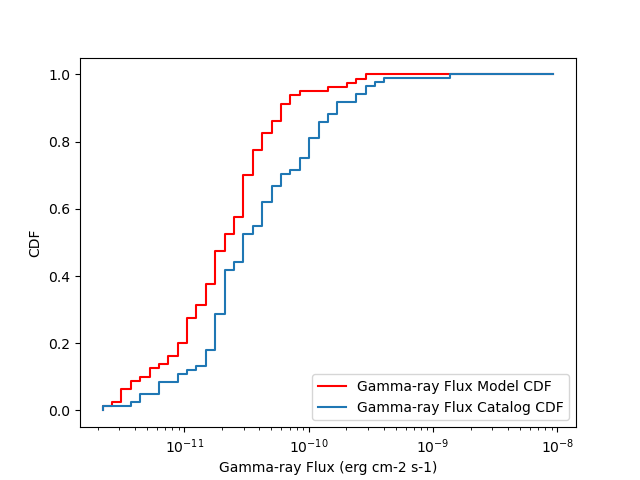 1.0
0.8
0.6
0.4
0.2
0.0
CDF
10⁻¹¹ 10⁻¹⁰ 10⁻⁹ 10⁻⁸
Gamma-ray Flux (erg cm-2 s-1)
Gamma-ray Flux Model CDF
Gamma-ray Flux Catalog CDF